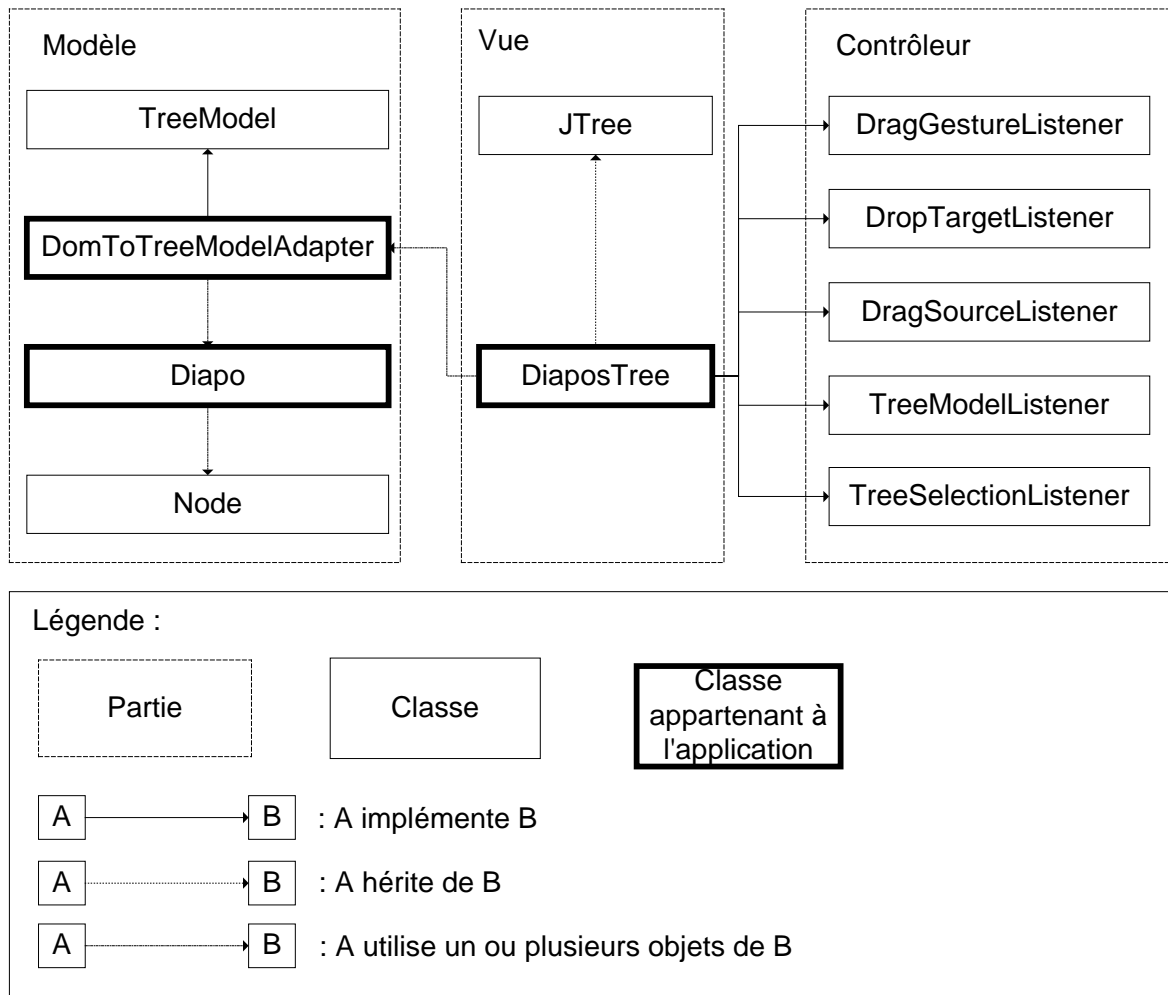 Modèle
TreeModel
DomToTreeModelAdapter
Diapo
Node
Vue
JTree
DiaposTree
Contrôleur
DragGestureListener
DropTargetListener
DragSourceListener
TreeModelListener
TreeSelectionListener
Légende :
Partie
Classe
Classe
appartenant à
l'application
A B : A implémente B
A B : A hérite de B
A B : A utilise un ou plusieurs objets de B